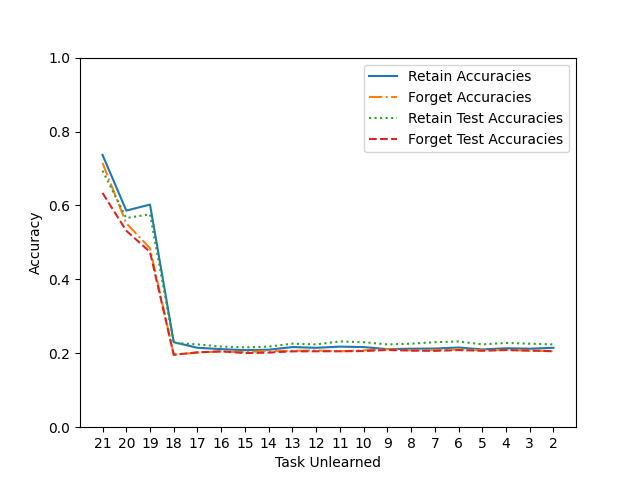 1.0
0.8
0.6
0.4
0.2
0.0
Accuracy
Retain Accuracies
Forget Accuracies
Retain Test Accuracies
Forget Test Accuracies
21 20 19 18 17 16 15 14 13 12 11 10 9 8 7 6 5 4 3 2
Task Unlearned